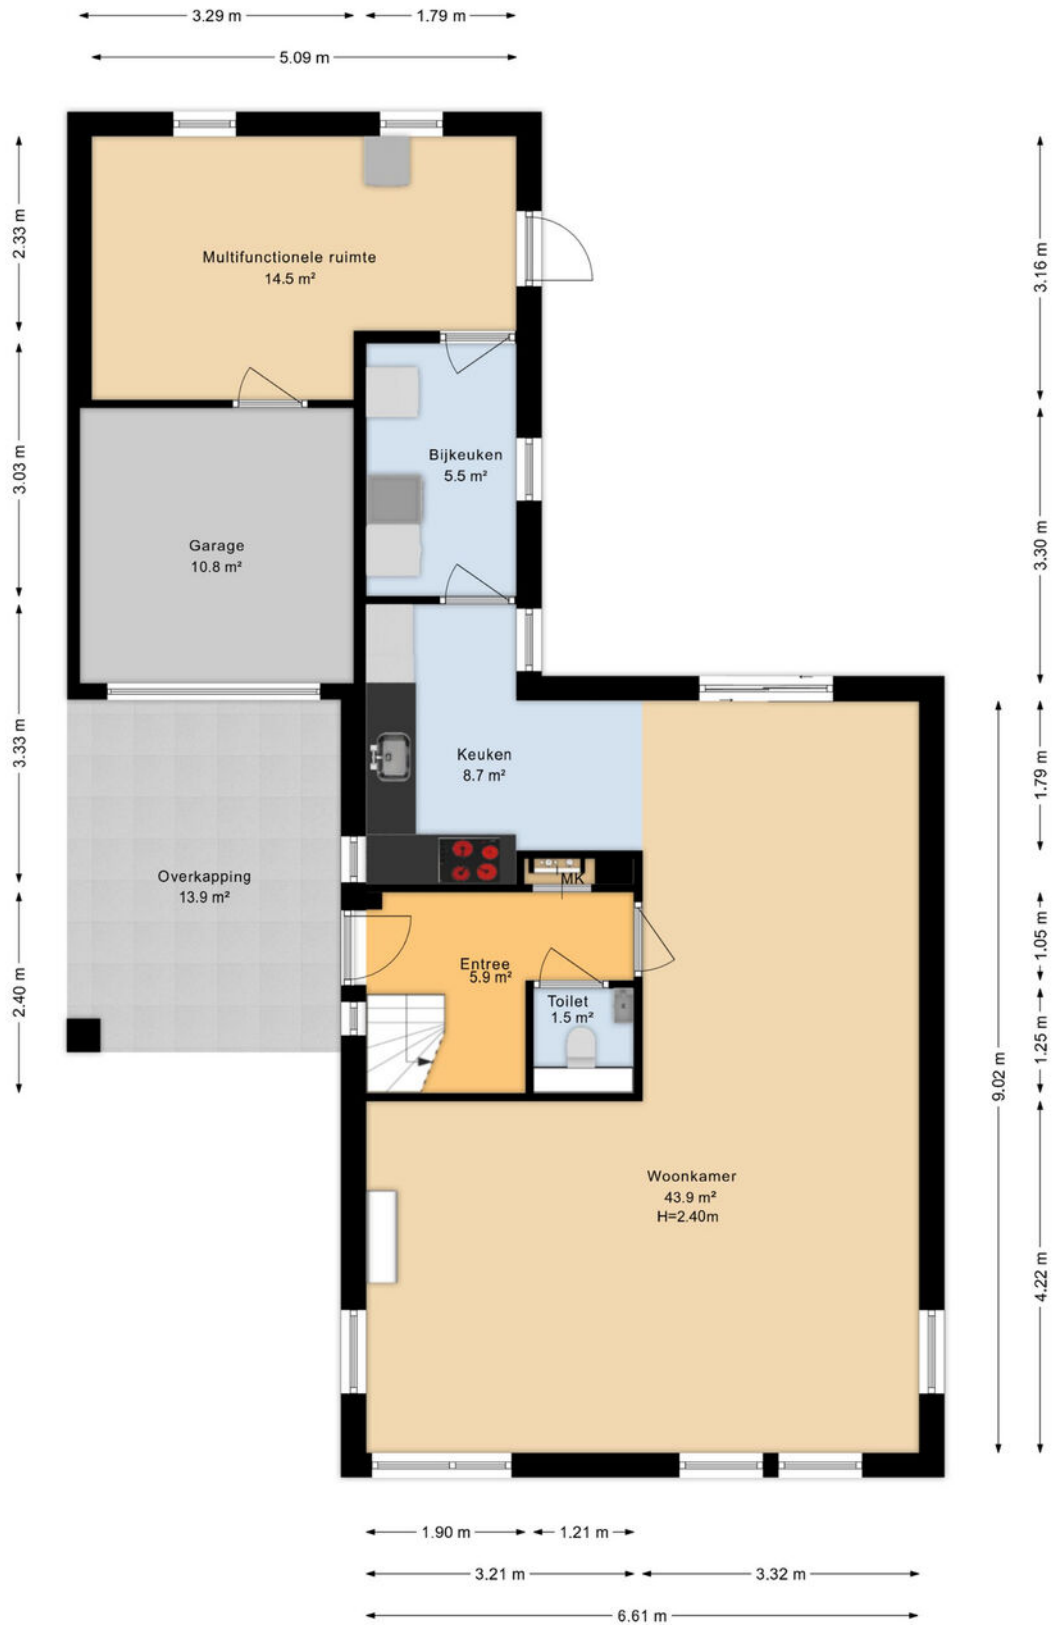 3.29 m
1.79 m
5.09 m
2.33 m
3.16 m
Multifunctionele ruimte
14.5 m²
3.03 m
Bijkeuken
5.5 m²
3.30 m
Garage
10.8 m²
3.33 m
Keuken
8.7 m²
1.79 m
Overkapping
13.9 m²
MK
Entree
5.9 m²
1.05 m
2.40 m
Toilet
1.5 m²
1.25 m
9.02 m
Woonkamer
43.9 m²
H=2.40m
4.22 m
1.90 m
1.21 m
3.21 m
3.32 m
6.61 m